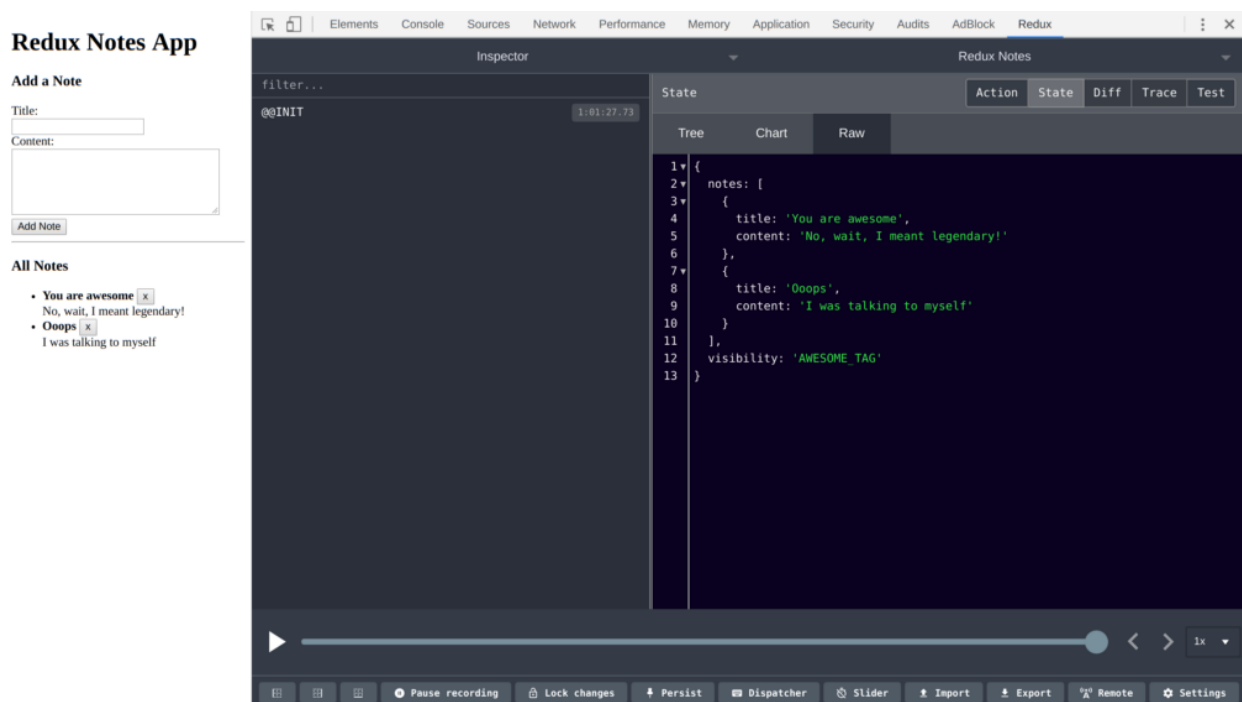 Redux Notes App
Add a Note
Title:
Content:
Add Note
All Notes
You are awesome x
No, wait, I meant legendary!
Ooops x
I was talking to myself
Elements Console Sources Network Performance Memory Application Security Audits AdBlock Redux
Inspector Redux Notes
filter...
@@INIT 1:01:27.73
State Action State Diff Trace Test
Tree Chart Raw
1 {
2 notes: [
3 {
4 title: 'You are awesome',
5 content: 'No, wait, I meant legendary!'
6 },
7 {
8 title: 'Ooops',
9 content: 'I was talking to myself'
10 }
11 ],
12 visibility: 'AWESOME_TAG'
13 }
1x
Pause recording Lock changes Persist Dispatcher Slider Import Export Remote Settings